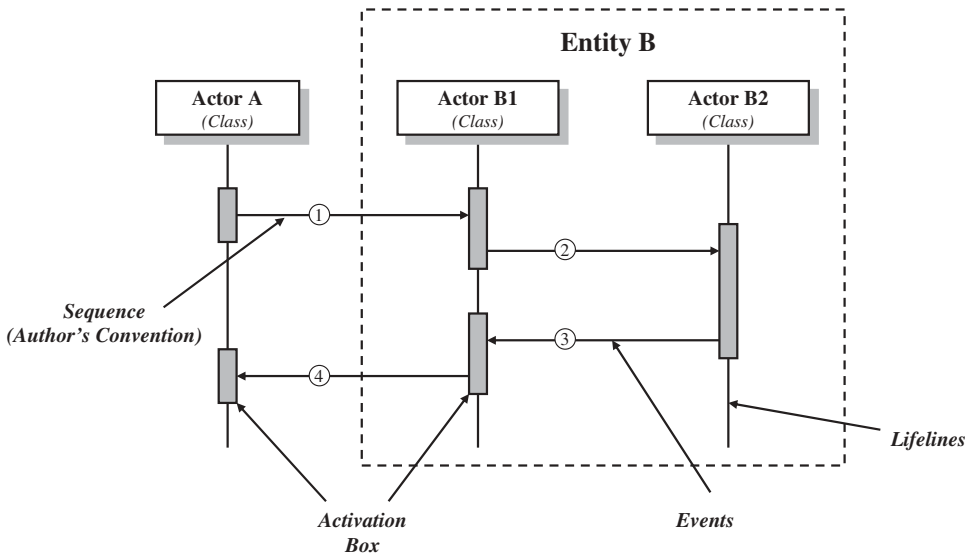 Entity B
Actor A
(Class)
Actor B1
(Class)
Actor B2
(Class)
1
2
Sequence
(Author's Convention)
3
4
Lifelines
Activation
Box
Events